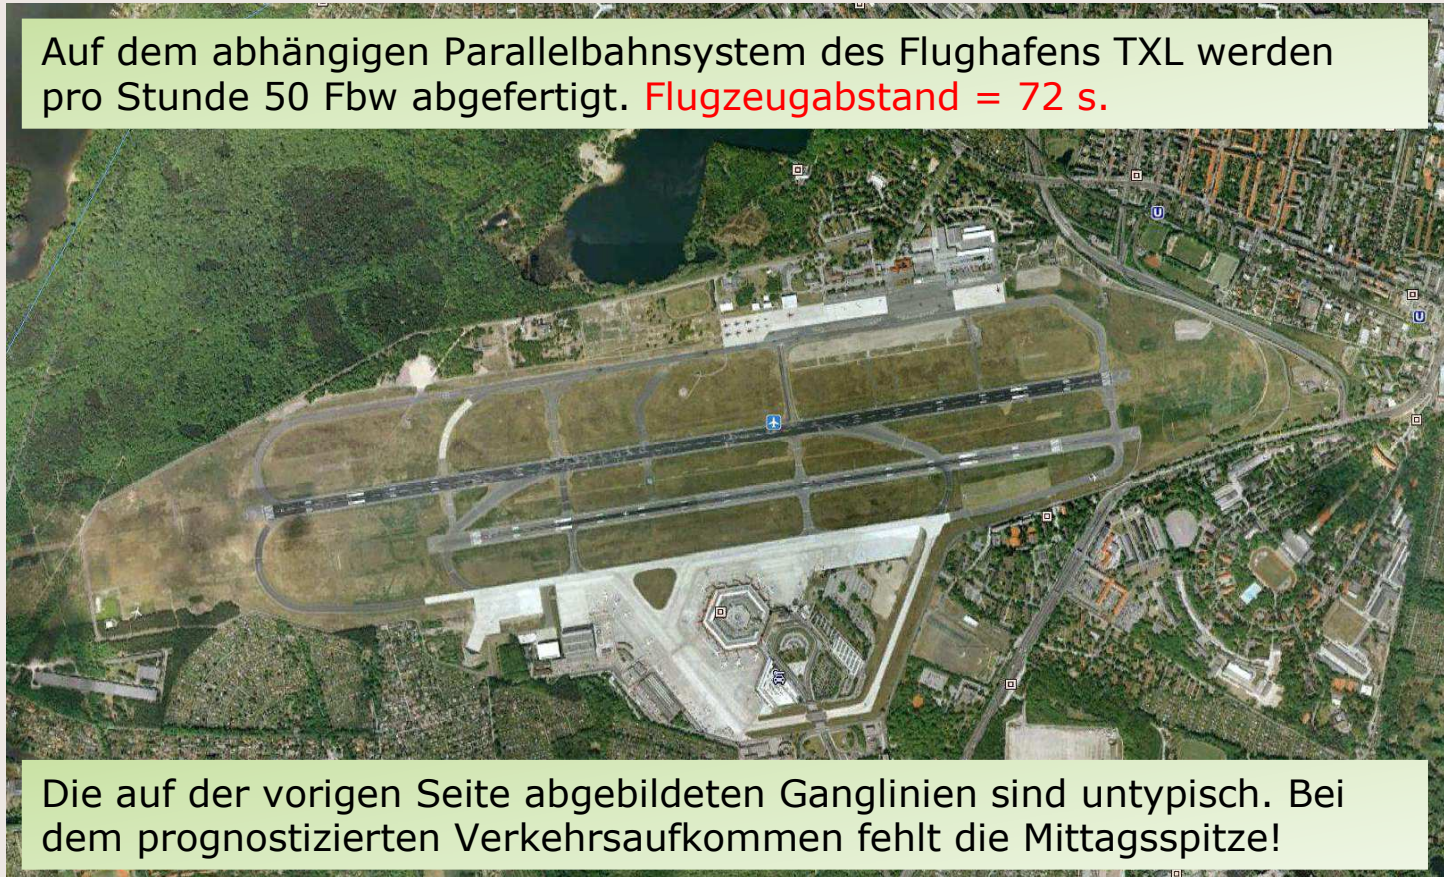 Auf dem abhängigen Parallelbahnsystem des Flughafens TXL werden
pro Stunde 50 Fbw abgefertigt. Flugzeugabstand = 72 s.
U
U
Die auf der vorigen Seite abgebildeten Ganglinien sind untypisch. Bei
dem prognostizierten Verkehrsaufkommen fehlt die Mittagsspitze!